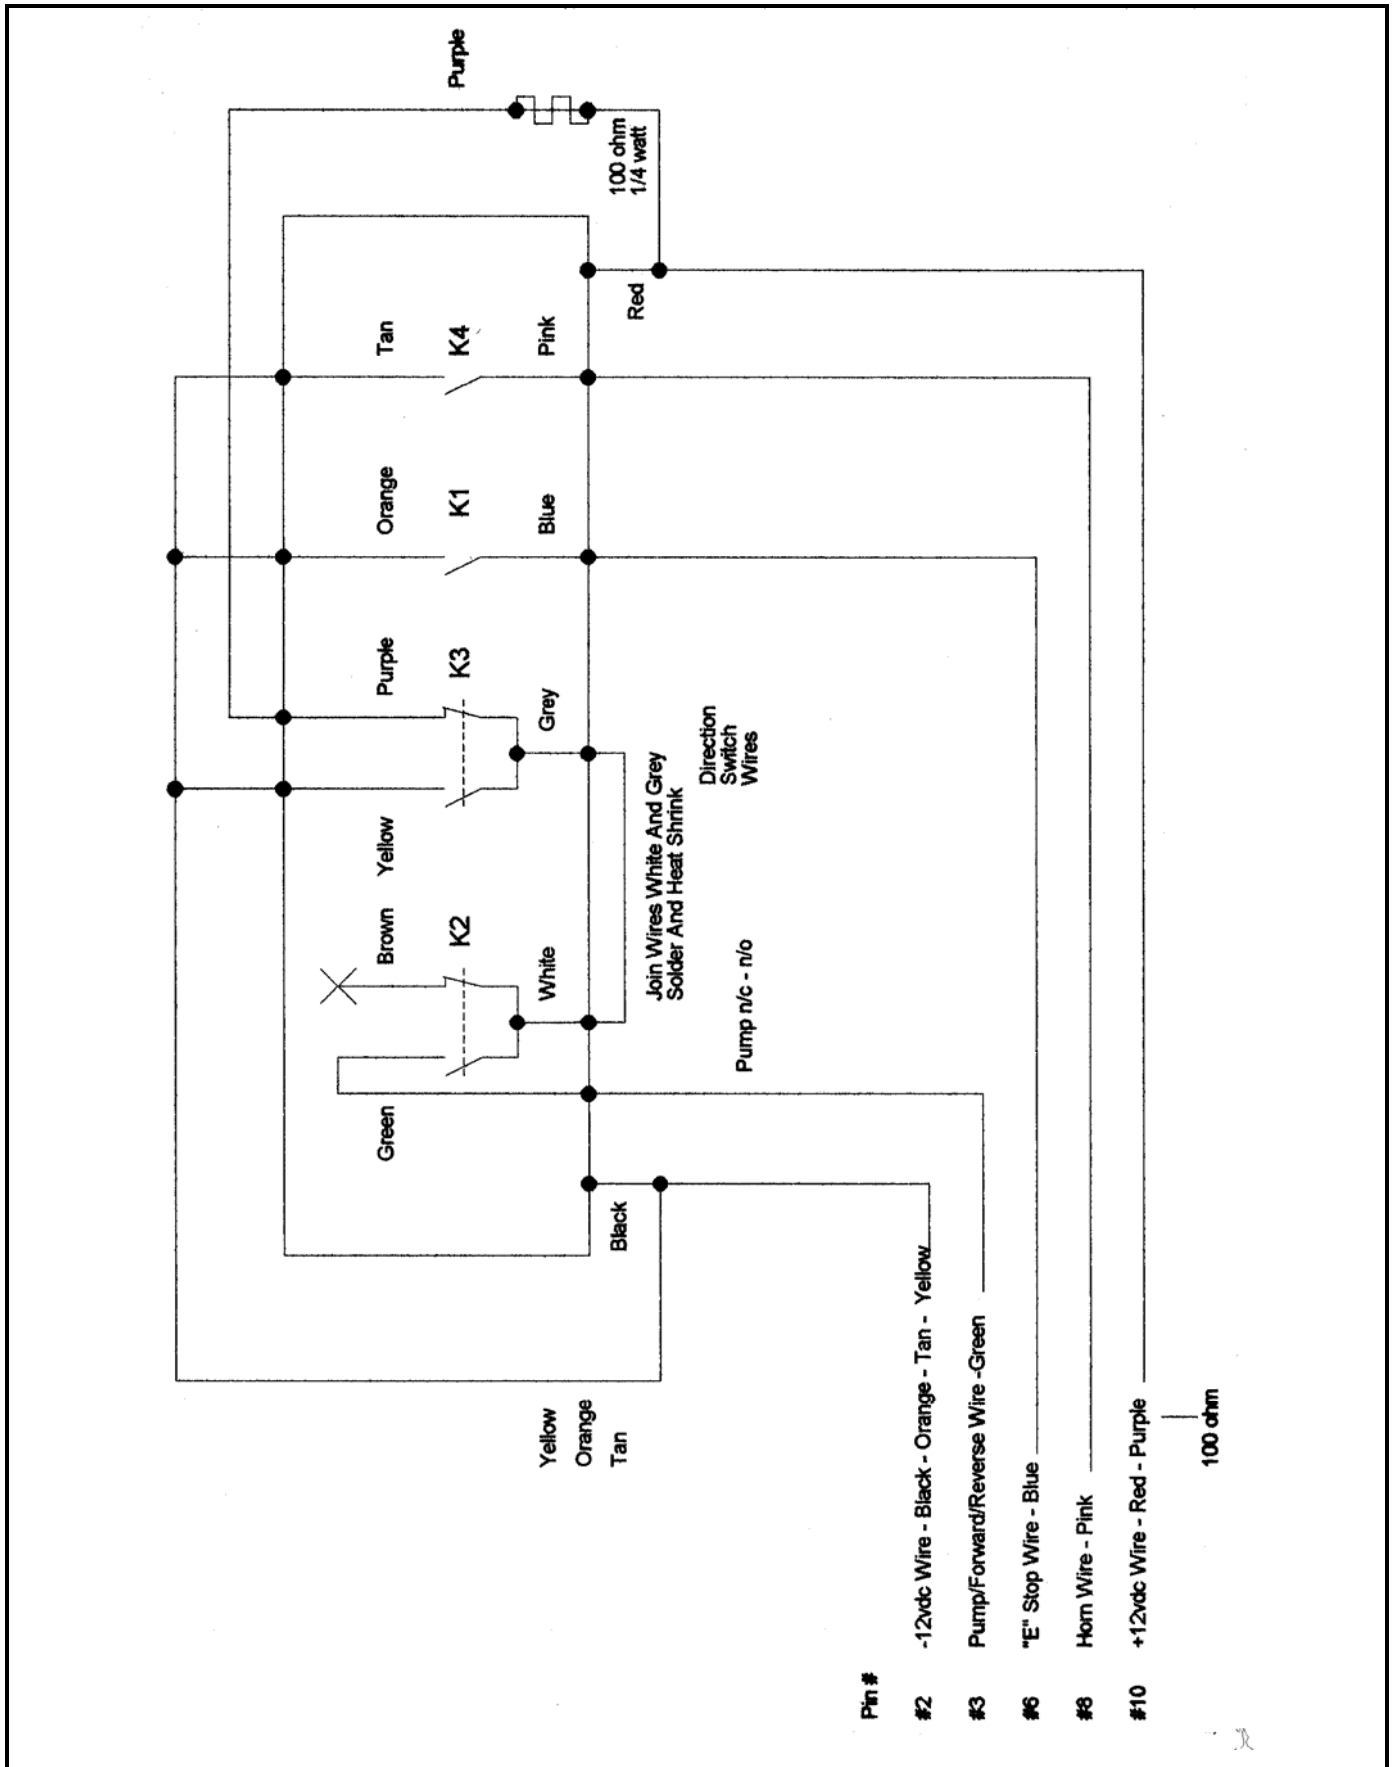 Purple
100 ohm
1/4 watt
Red
Tan
K4
Pink
Orange
K1
Blue
Purple
K3
Grey
Yellow
Direction
Switch
Wires
Join Wires White And Grey
Solder And Heat Shrink
Brown
K2
White
Pump n/c - n/o
Green
Black
Yellow
Orange
Tan
Pin #
#2 -12vdc Wire - Black - Orange - Tan - Yellow
#3 Pump/Forward/Reverse Wire -Green
#6 "E" Stop Wire - Blue
#8 Horn Wire - Pink
#10 +12vdc Wire - Red - Purple
100 ohm